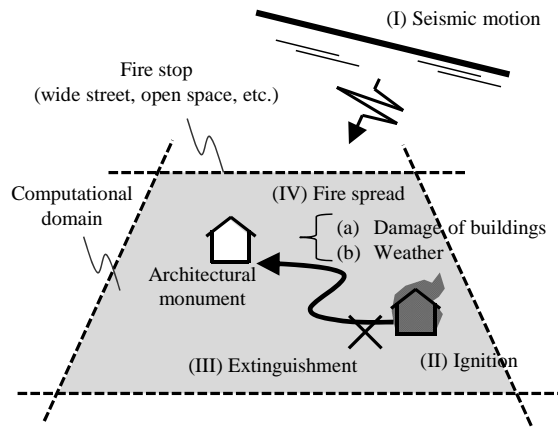 (I) Seismic motion
Fire stop
(wide street, open space, etc.)
Computational
domain
(IV) Fire spread
(a) Damage of buildings
(b) Weather
Architectural
monument
(III) Extinguishment
(II) Ignition